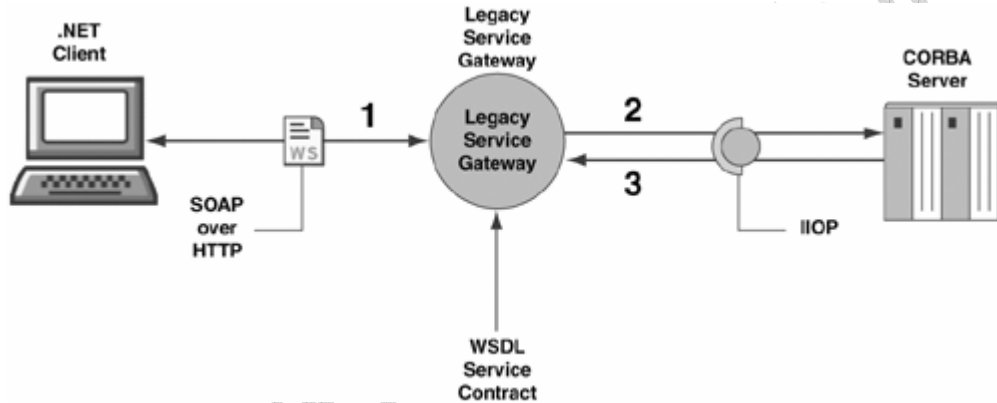 .NET
Client
Legacy
Service
Gateway
CORBA
Server
1
Legacy
Service
Gateway
2
3
WS
SOAP
over
HTTP
IIOP
WSDL
Service
Contract